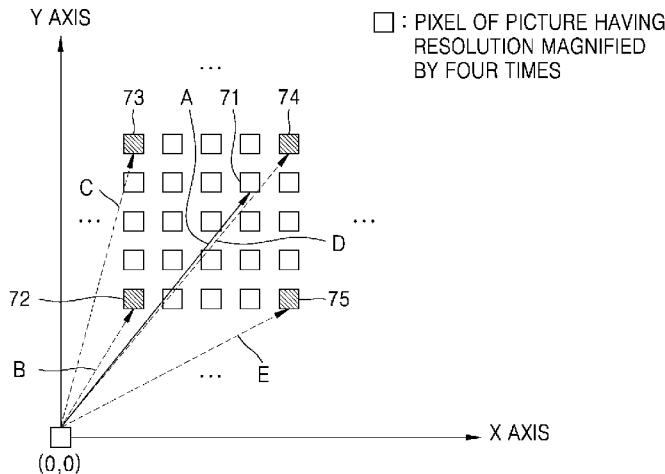 Y AXIS
□ : PIXEL OF PICTURE HAVING
RESOLUTION MAGNIFIED
BY FOUR TIMES
...
73 A 71 74
C
... ...
D
72 75
B
E
...
X AXIS
(0,0)